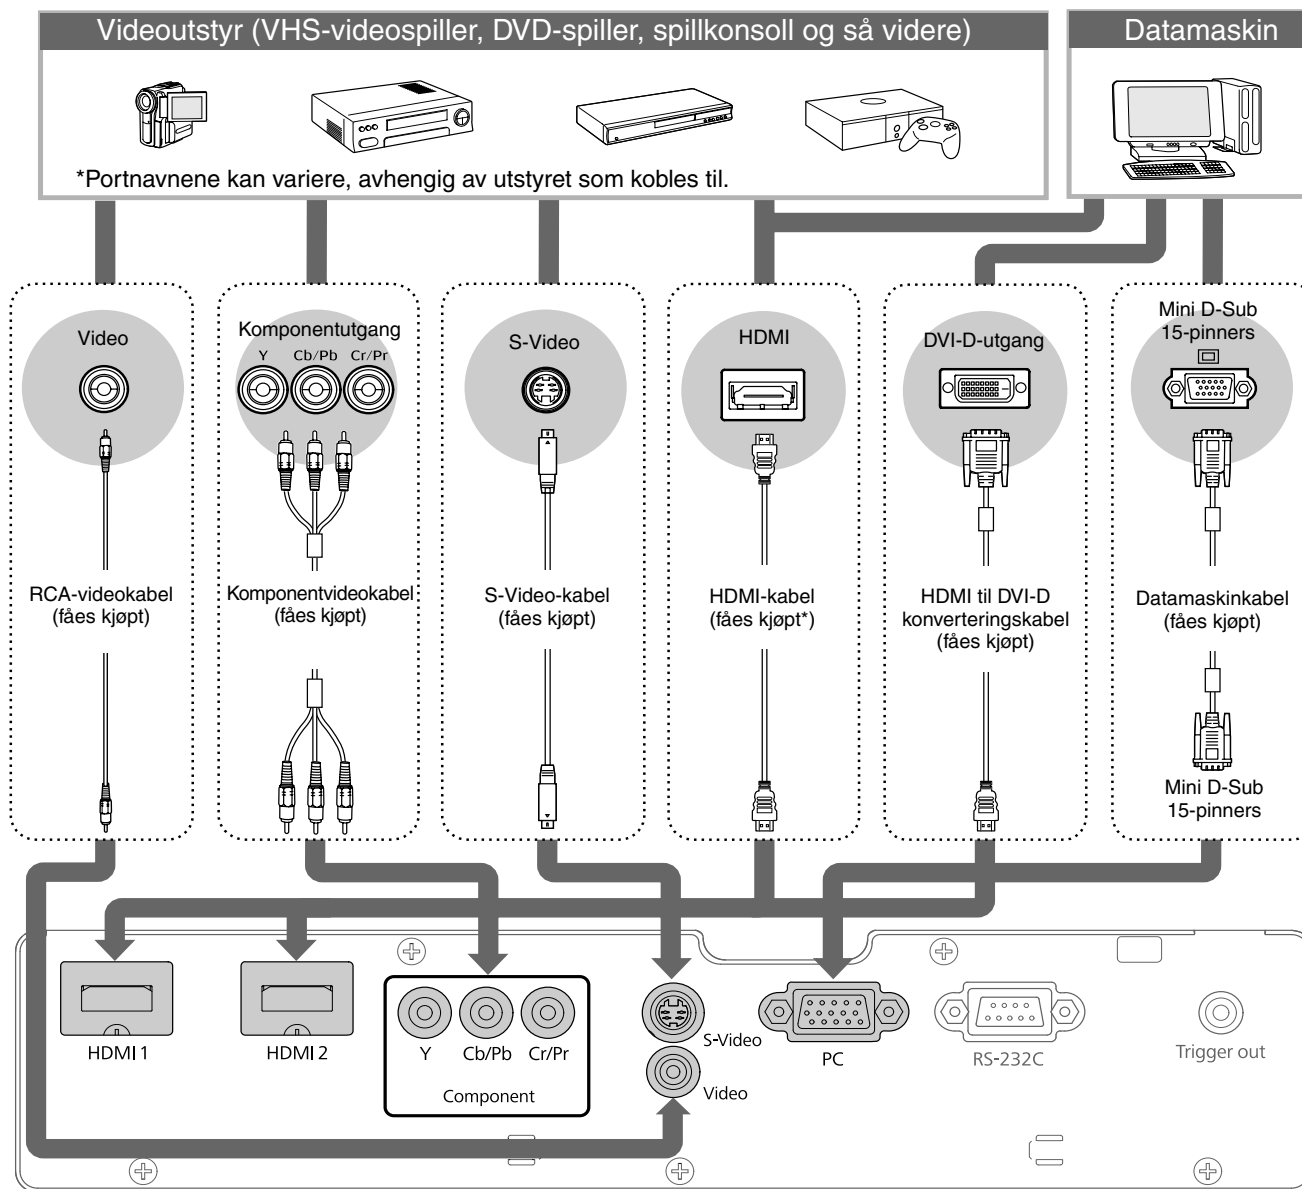 Videoutstyr (VHS-videospiller, DVD-spiller, spillkonsoll og så videre)
Datamaskin
*Portnavnene kan variere, avhengig av utstyret som kobles til.
Video
Komponentutgang
Y Cb/Pb Cr/Pr
S-Video
HDMI
DVI-D-utgang
Mini D-Sub
15-pinners
RCA-videokabel
(fåes kjøpt)
Komponentvideokabel
(fåes kjøpt)
S-Video-kabel
(fåes kjøpt)
HDMI-kabel
(fåes kjøpt*)
HDMI til DVI-D
konverteringskabel
(fåes kjøpt)
Datamaskinkabel
(fåes kjøpt)
Mini D-Sub
15-pinners
HDMI 1
HDMI 2
Y Cb/Pb Cr/Pr
Component
S-Video
Video
PC
RS-232C
Trigger out